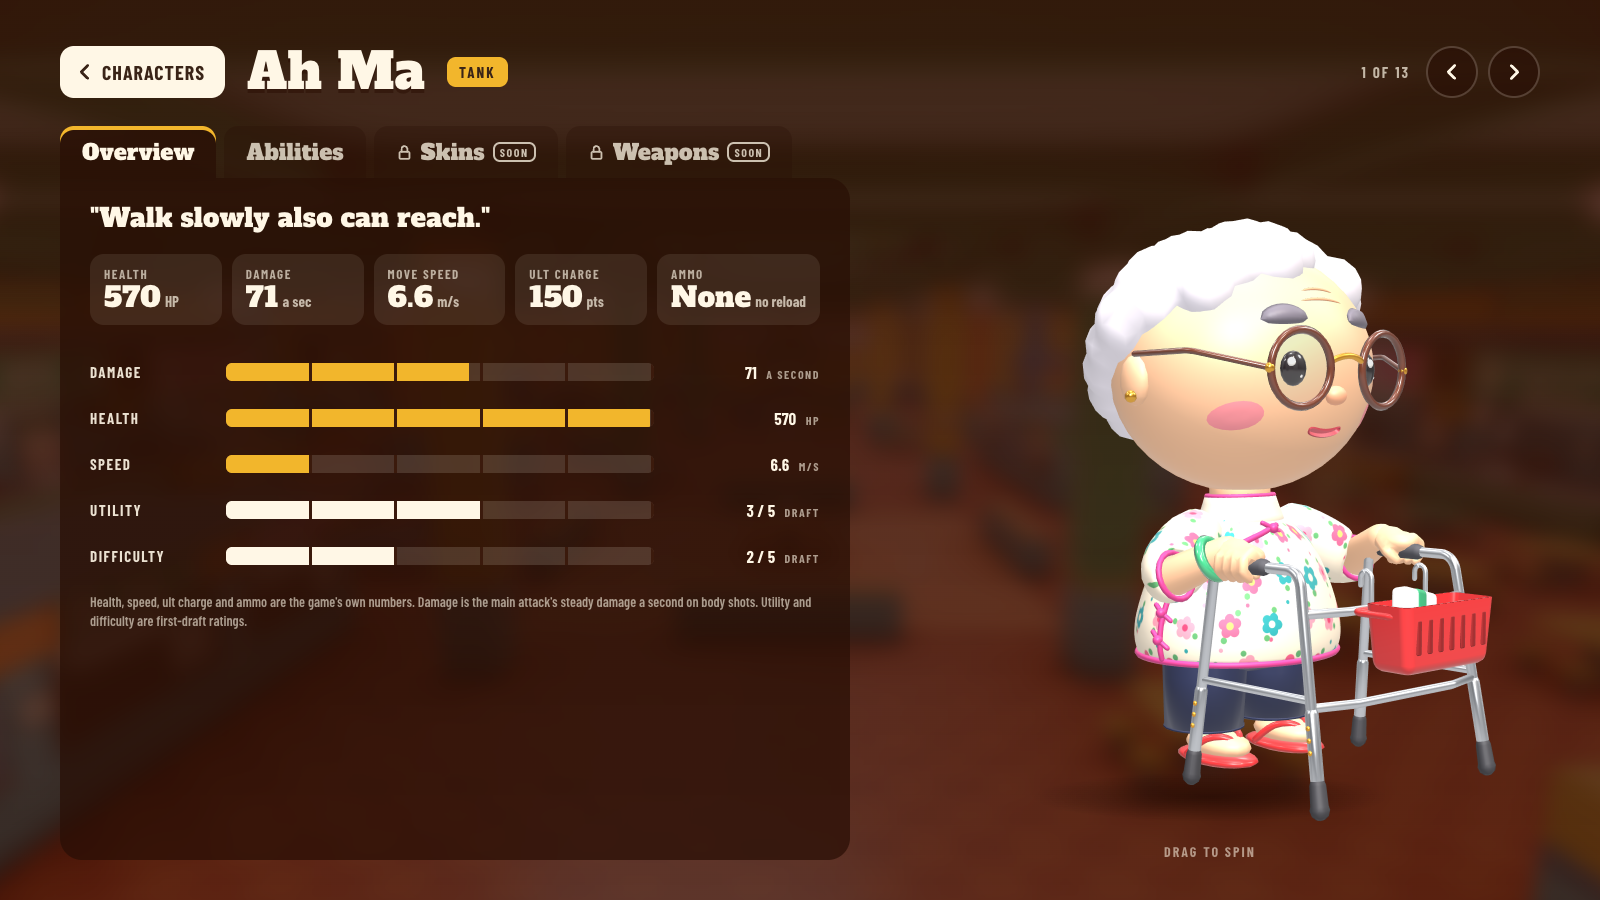 CHARACTERS
Ah Ma
TANK
1 OF 13
Overview
Abilities
Skins SOON
Weapons SOON
"Walk slowly also can reach."
HEALTH
570 HP
DAMAGE
71 a sec
MOVE SPEED
6.6 m/s
ULT CHARGE
150 pts
AMMO
None no reload
DAMAGE 71 A SECOND
HEALTH 570 HP
SPEED 6.6 M/S
UTILITY 3 / 5 DRAFT
DIFFICULTY 2 / 5 DRAFT
Health, speed, ult charge and ammo are the game's own numbers. Damage is the main attack's steady damage a second on body shots. Utility and
difficulty are first-draft ratings.
DRAG TO SPIN